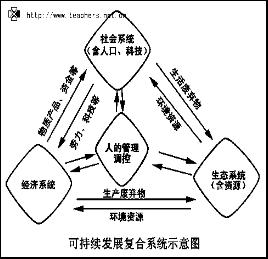 http://www.teachers.net.cn
社会系统
(含人口、科技)
物质产品、资金等
劳力、科技等
生活废弃物
环境资源
人的管理
调控
经济系统
生态系统
(含资源)
生产废弃物
环境资源
可持续发展复合系统示意图